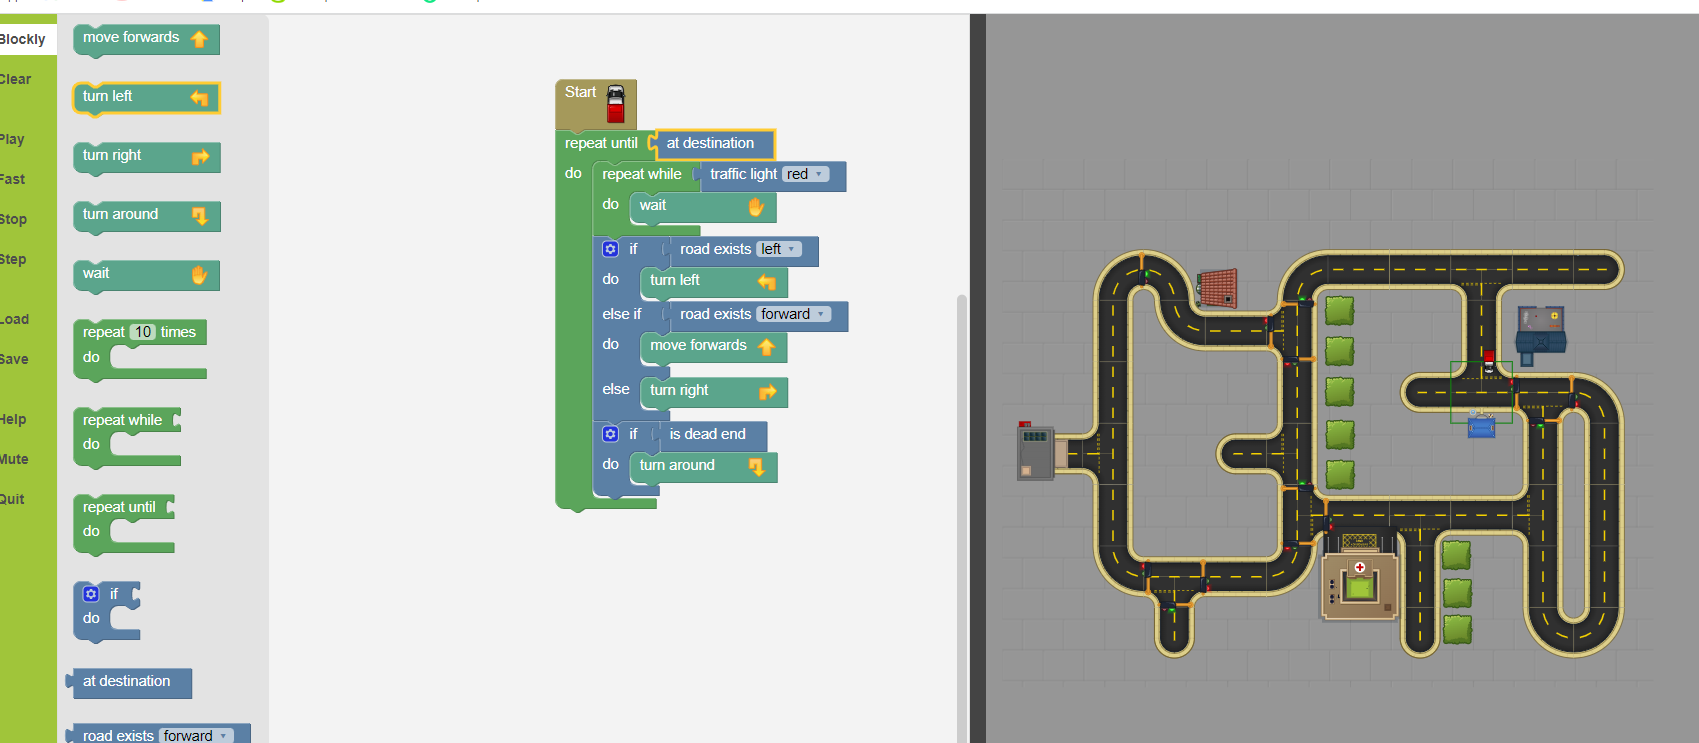 Blockly
Clear
Play
Fast
Stop
Step
Load
Save
Help
Mute
Quit
move forwards
turn left
turn right
turn around
wait
repeat 10 times
do
repeat while
do
repeat until
do
if
do
at destination
road exists forward
Start
repeat until at destination
do repeat while traffic light red
do wait
if road exists left
do turn left
else if road exists forward
do move forwards
else turn right
if is dead end
do turn around